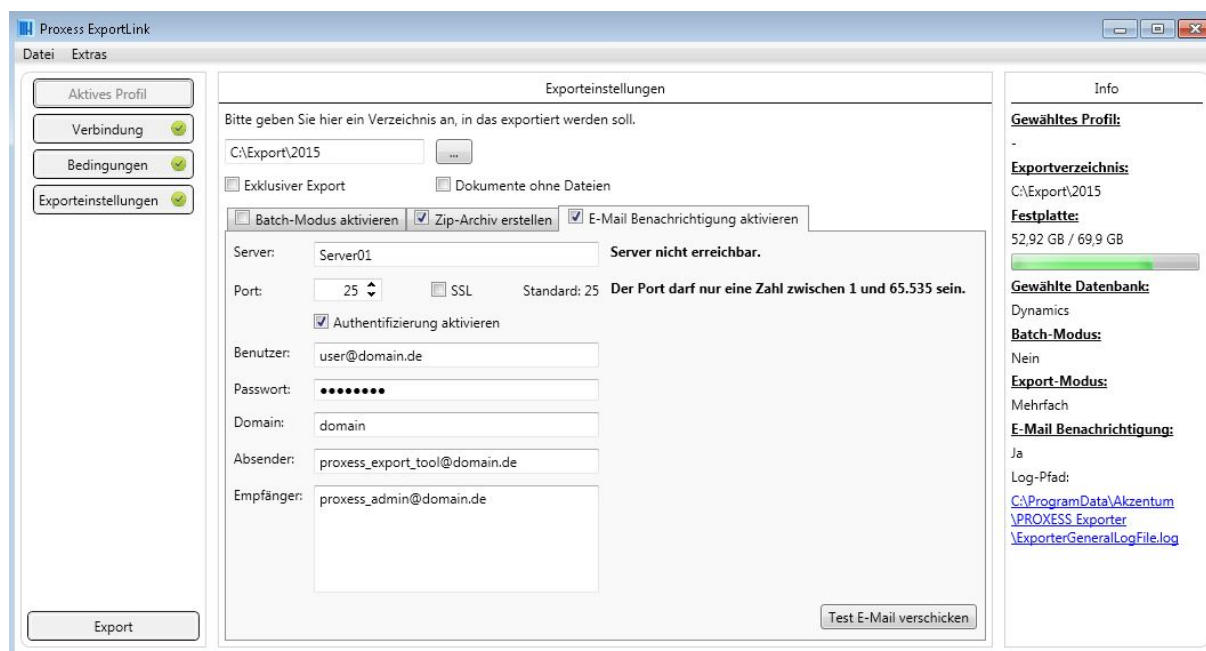 Proxess ExportLink
Datei Extras
Aktives Profil
Verbindung
Bedingungen
Exporteinstellungen
Export
Exporteinstellungen
Bitte geben Sie hier ein Verzeichnis an, in das exportiert werden soll.
C:\Export\2015 ...
Exklusiver Export Dokumente ohne Dateien
Batch-Modus aktivieren Zip-Archiv erstellen E-Mail Benachrichtigung aktivieren
Server: Server01 Server nicht erreichbar.
Port: 25 SSL Standard: 25 Der Port darf nur eine Zahl zwischen 1 und 65.535 sein.
Authentifizierung aktivieren
Benutzer: user@domain.de
Passwort: ●●●●●●●●
Domain: domain
Absender: proxess_export_tool@domain.de
Empfänger: proxess_admin@domain.de
Test E-Mail verschicken
Info
Gewähltes Profil:
-
Exportverzeichnis:
C:\Export\2015
Festplatte:
52,92 GB / 69,9 GB
Gewählte Datenbank:
Dynamics
Batch-Modus:
Nein
Export-Modus:
Mehrfach
E-Mail Benachrichtigung:
Ja
Log-Pfad:
C:\ProgramData\Akzentum
\PROXESS Exporter
\ExporterGeneralLogFile.log